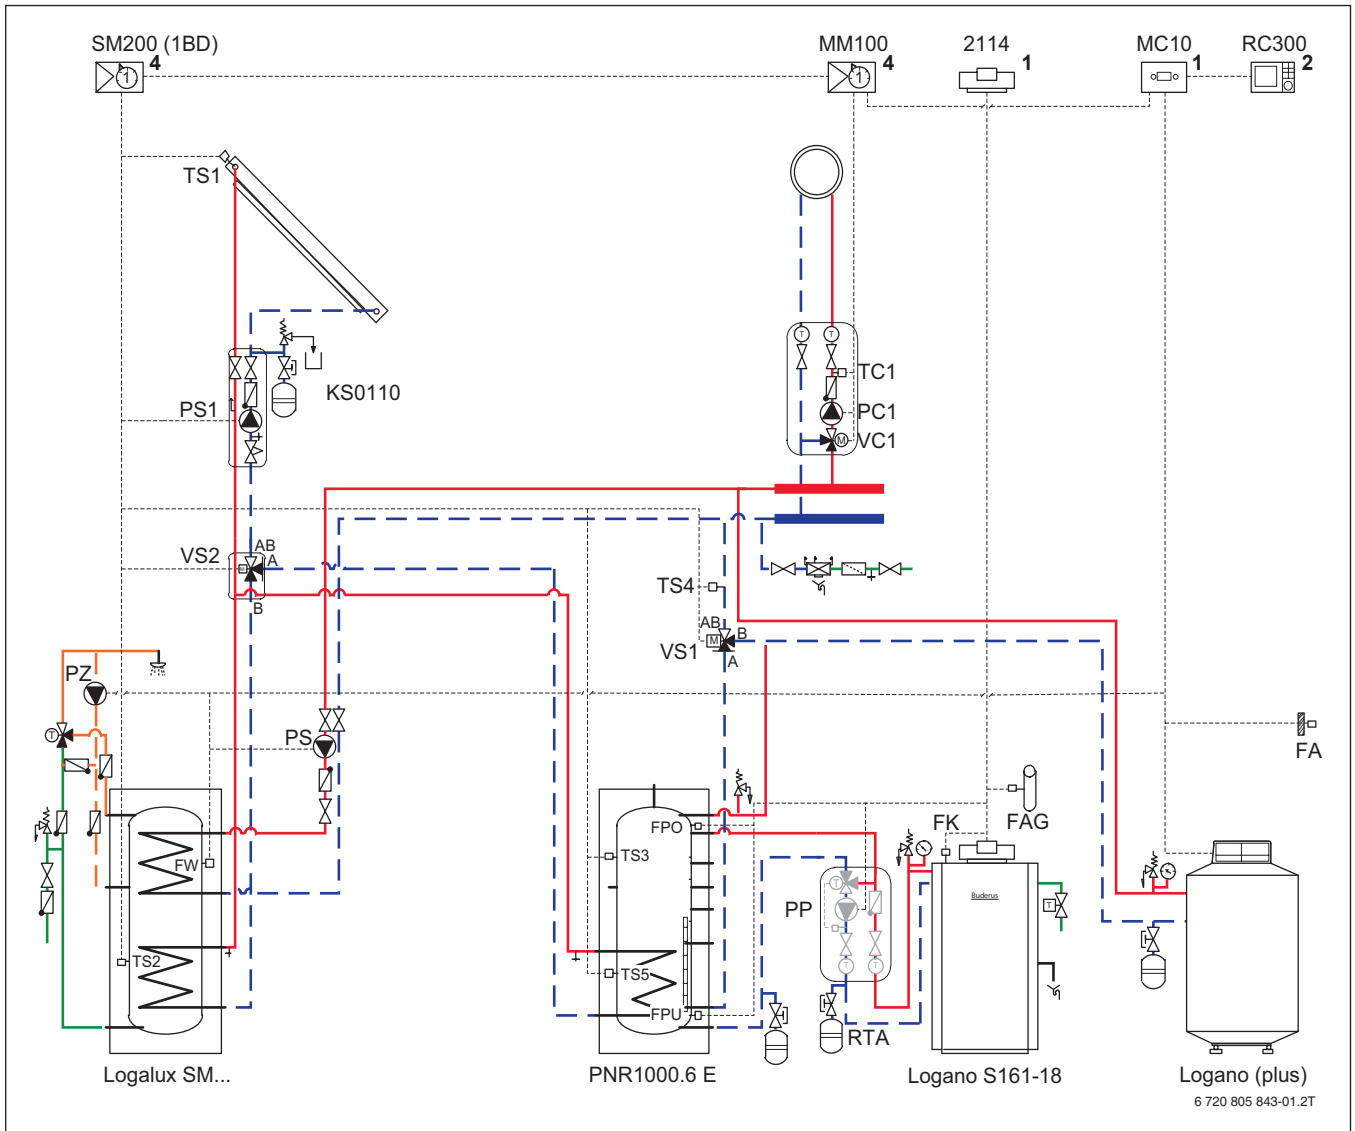 SM200 (1BD)
4
1
MM100
4
1
2114
1
MC10
1
RC300
2
TS1
T
T
TC1
PS1
KS0110
PC1
M
VC1
AB
VS2
M
A
B
TS4
AB
M
B
VS1
A
PZ
T
PS
FA
FPO
FK
FAG
FW
TS3
T
PP
Buderus
T
TS2
TS5
T
T
FPU
RTA
Logalux SM...
PNR1000.6 E
Logano S161-18
Logano (plus)
6 720 805 843-01.2T